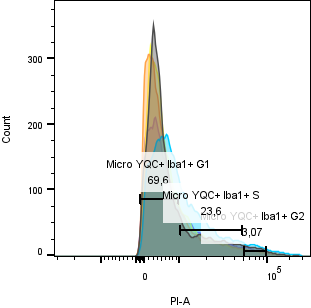 300
200
100
0
Count
Micro YQC+ Iba1+ G1
69,6
Micro YQC+ Iba1+ S
23,6
Micro YQC+ Iba1+ G2
3,07
0
10^5
PI-A